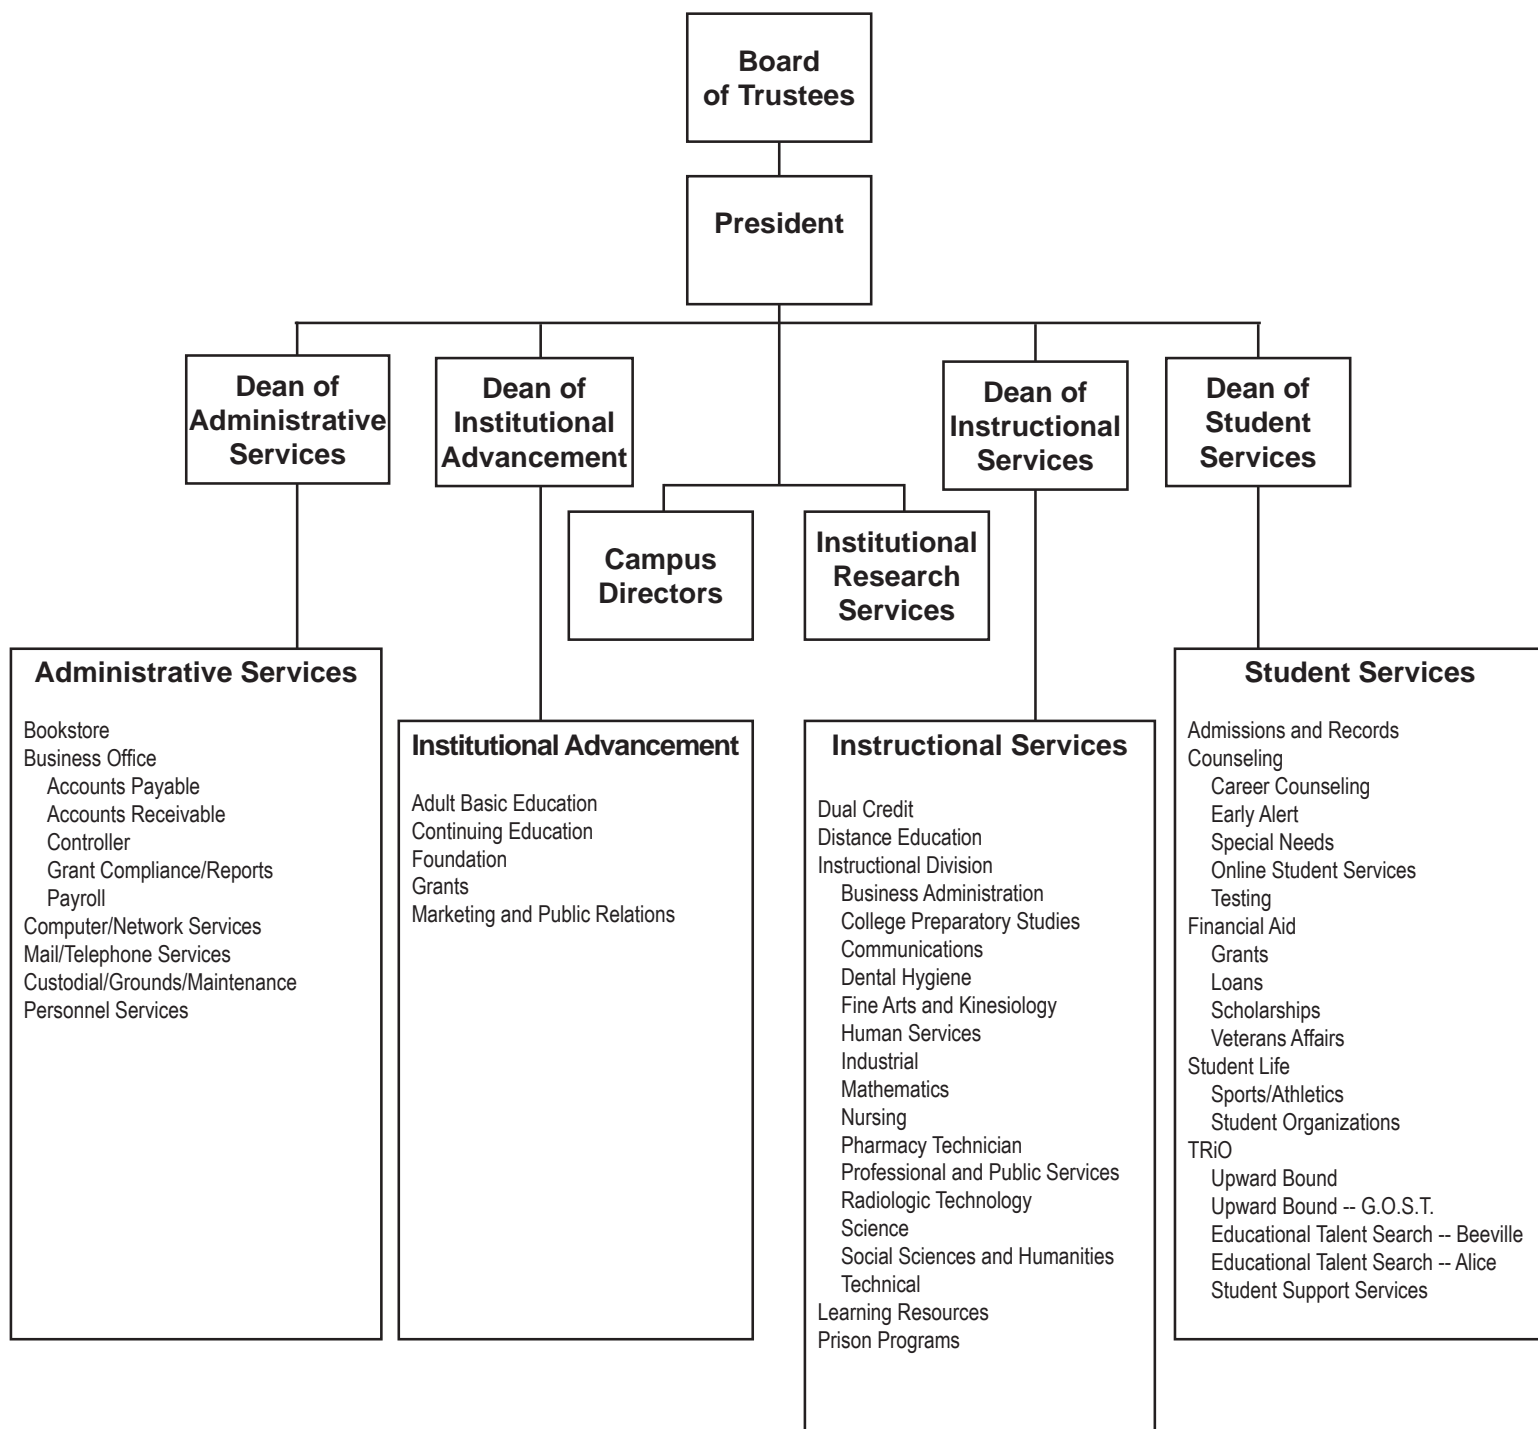 Board
of Trustees
President
Dean of
Administrative
Services
Dean of
Institutional
Advancement
Dean of
Instructional
Services
Dean of
Student
Services
Campus
Directors
Institutional
Research
Services
Administrative Services
Bookstore
Business Office
Accounts Payable
Accounts Receivable
Controller
Grant Compliance/Reports
Payroll
Computer/Network Services
Mail/Telephone Services
Custodial/Grounds/Maintenance
Personnel Services
Institutional Advancement
Adult Basic Education
Continuing Education
Foundation
Grants
Marketing and Public Relations
Instructional Services
Dual Credit
Distance Education
Instructional Division
Business Administration
College Preparatory Studies
Communications
Dental Hygiene
Fine Arts and Kinesiology
Human Services
Industrial
Mathematics
Nursing
Pharmacy Technician
Professional and Public Services
Radiologic Technology
Science
Social Sciences and Humanities
Technical
Learning Resources
Prison Programs
Student Services
Admissions and Records
Counseling
Career Counseling
Early Alert
Special Needs
Online Student Services
Testing
Financial Aid
Grants
Loans
Scholarships
Veterans Affairs
Student Life
Sports/Athletics
Student Organizations
TRiO
Upward Bound
Upward Bound -- G.O.S.T.
Educational Talent Search -- Beeville
Educational Talent Search -- Alice
Student Support Services